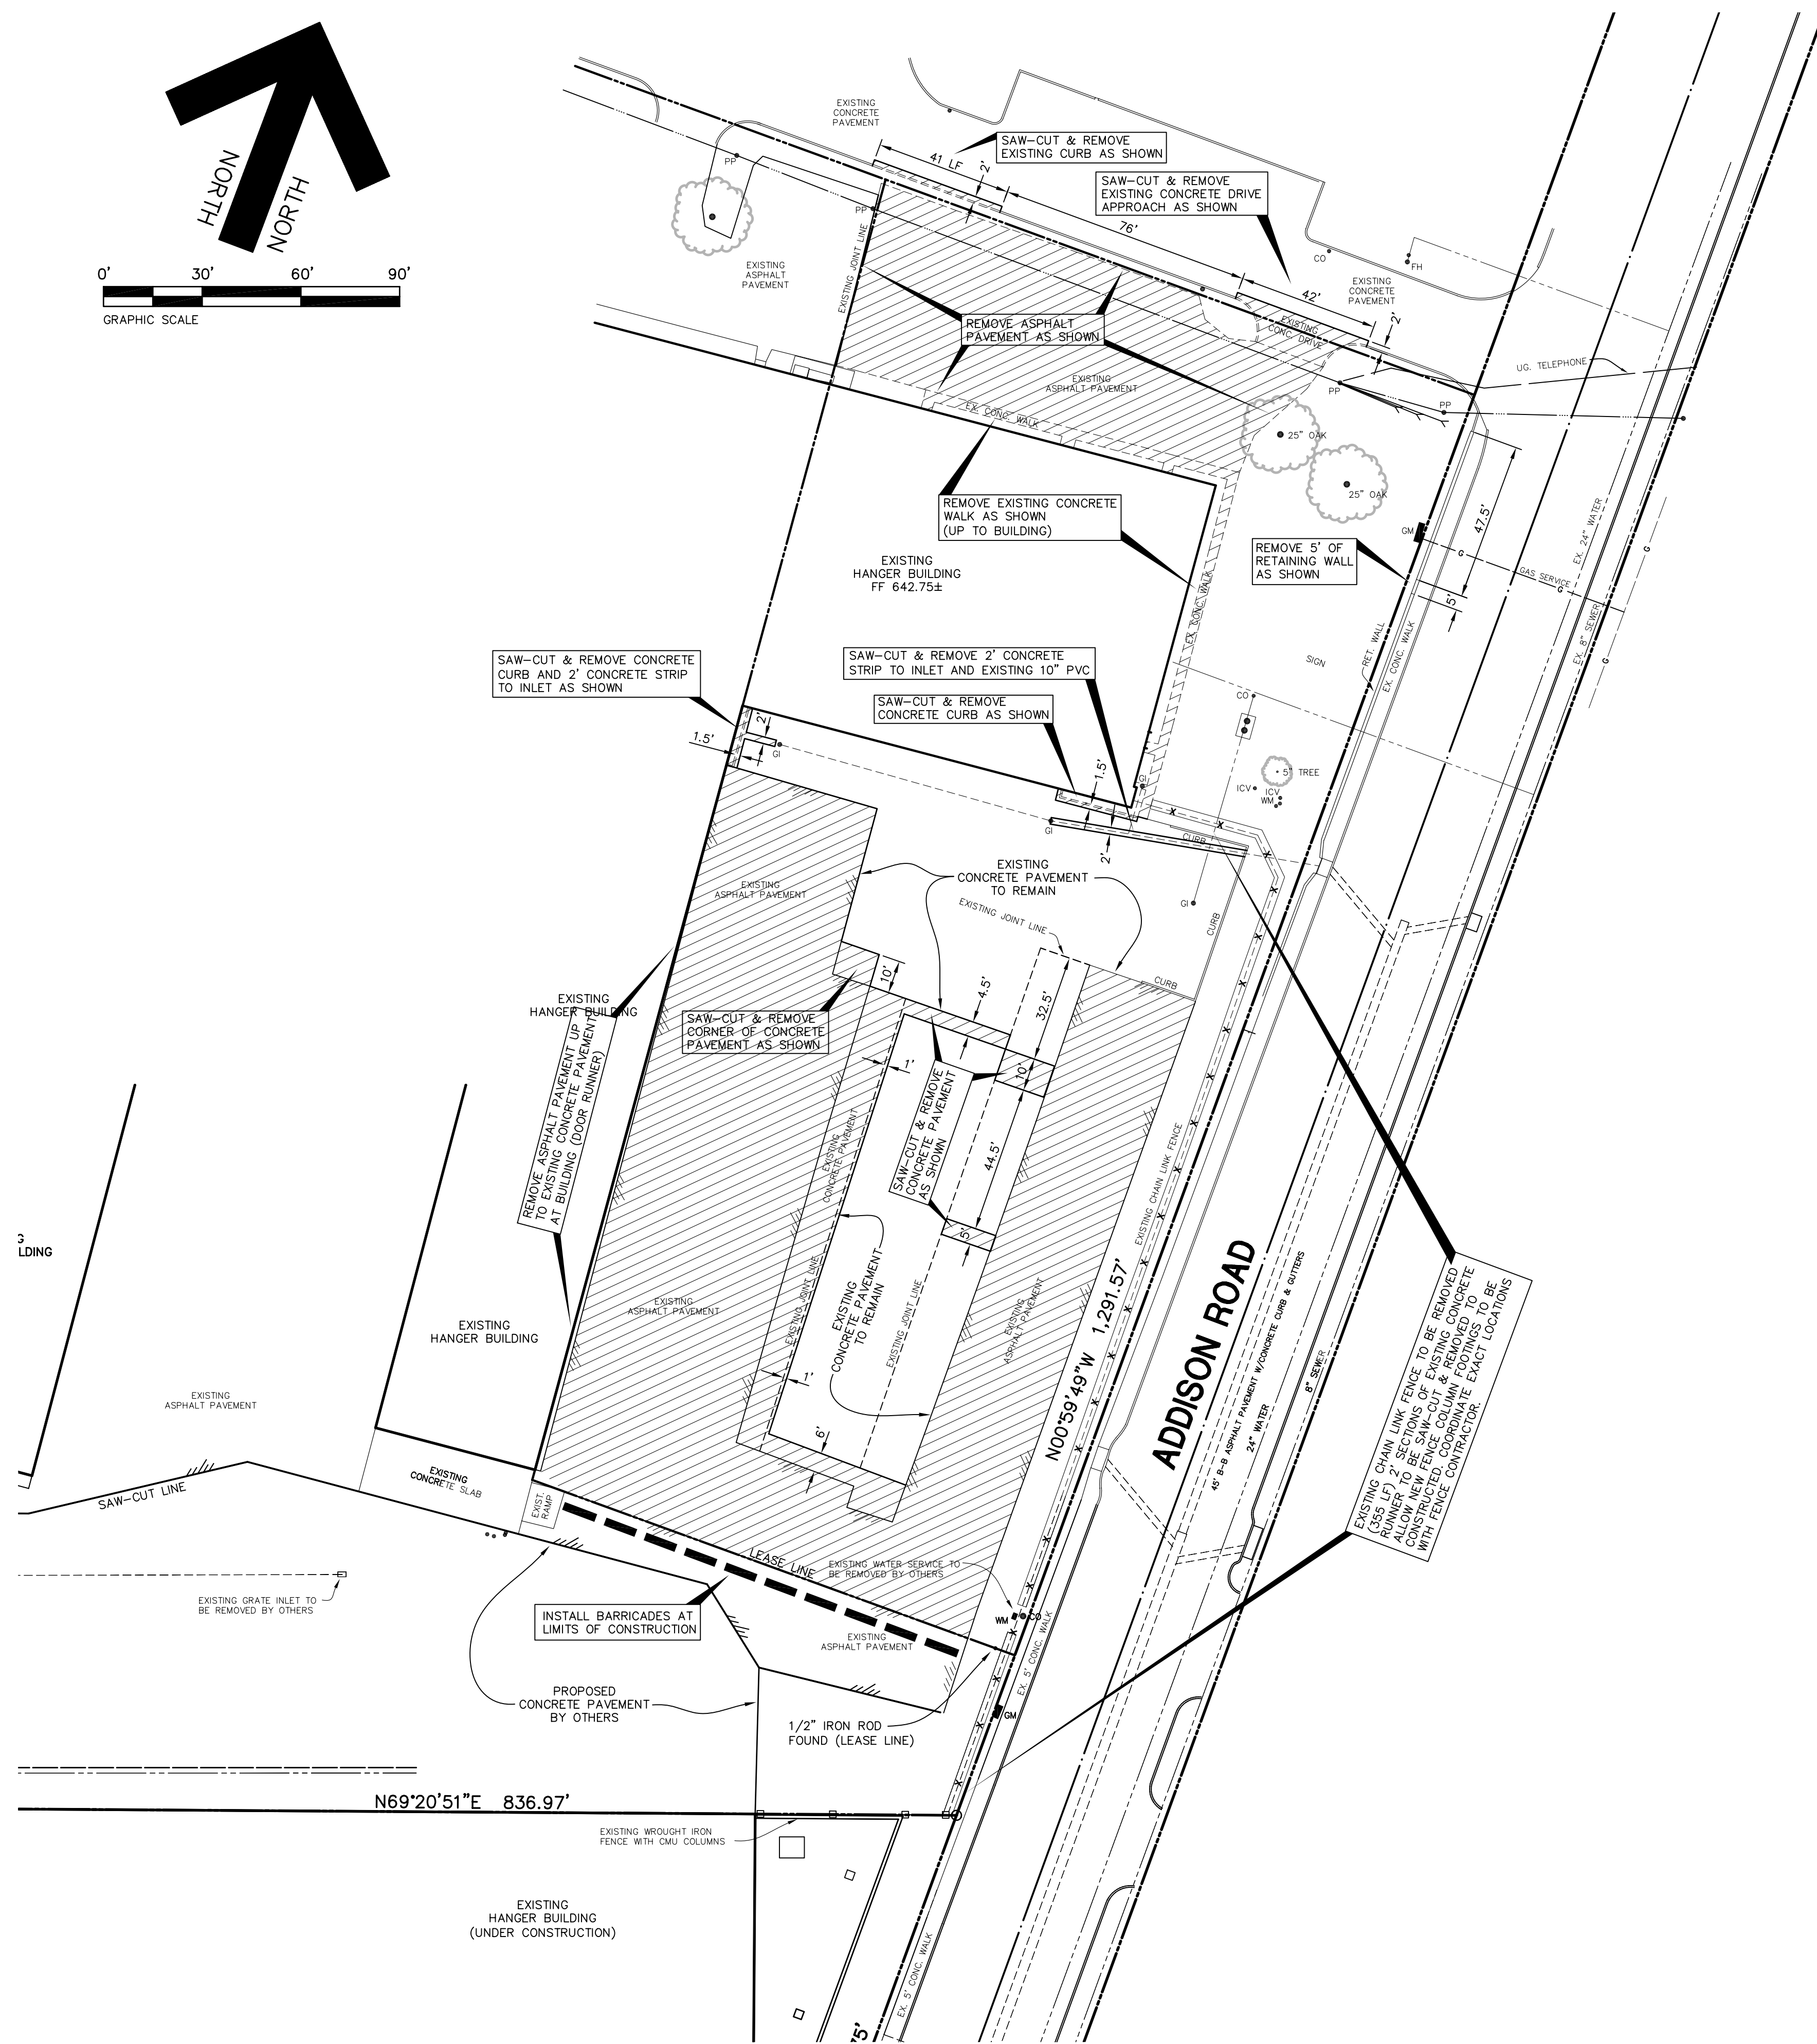 NORTH
NORTH
0' 30' 60' 90'
GRAPHIC SCALE
EXISTING
CONCRETE
PAVEMENT
SAW-CUT & REMOVE
EXISTING CURB AS SHOWN
41 LF
2'
PP
SAW-CUT & REMOVE
EXISTING CONCRETE DRIVE
APPROACH AS SHOWN
76'
PP
EXISTING JOINT LINE
EXISTING
ASPHALT
PAVEMENT
CO
FH
EXISTING
CONCRETE
PAVEMENT
42'
2'
EXISTING
CONC. DRIVE
REMOVE ASPHALT
PAVEMENT AS SHOWN
UG. TELEPHONE
EXISTING
ASPHALT PAVEMENT
PP
PP
EX. CONC. WALK
25" OAK
25" OAK
47.5'
GM
G
GAS SERVICE
G
G
G
5'
EX. 24" WATER
EX. 8" SEWER
REMOVE EXISTING CONCRETE
WALK AS SHOWN
(UP TO BUILDING)
REMOVE 5' OF
RETAINING WALL
AS SHOWN
EXISTING
HANGER BUILDING
FF 642.75±
EX. CONC. WALK
RET. WALL
EX. CONC. WALK
SIGN
SAW-CUT & REMOVE CONCRETE
CURB AND 2' CONCRETE STRIP
TO INLET AS SHOWN
SAW-CUT & REMOVE 2' CONCRETE
STRIP TO INLET AND EXISTING 10" PVC
SAW-CUT & REMOVE
CONCRETE CURB AS SHOWN
CO
2'
1.5'
GI
1.5'
GI
5" TREE
ICV
ICV
WM
GI
2'
CURB
X X X X X X X X X X X X X X X X X X X X X X X
EXISTING
CONCRETE PAVEMENT
TO REMAIN
EXISTING
ASPHALT PAVEMENT
EXISTING JOINT LINE
GI
CURB
CURB
10'
4.5'
32.5'
EXISTING
HANGER BUILDING
SAW-CUT & REMOVE
CORNER OF CONCRETE
PAVEMENT AS SHOWN
REMOVE ASPHALT PAVEMENT UP
TO EXISTING CONCRETE PAVEMENT
AT BUILDING (DOOR RUNNER)
1'
10'
SAW-CUT & REMOVE
CONCRETE PAVEMENT
AS SHOWN
44.5'
5'
EXISTING
CONCRETE PAVEMENT
EXISTING CHAIN LINK FENCE
G
LDING
EXISTING
HANGER BUILDING
EXISTING
ASPHALT PAVEMENT
EXISTING JOINT LINE
EXISTING
CONCRETE PAVEMENT
TO REMAIN
EXISTING JOINT LINE
EXISTING
ASPHALT PAVEMENT
N00°59'49"W 1,291.57'
ADDISON ROAD
45' B-B ASPHALT PAVEMENT W/CONCRETE CURB & GUTTERS
24" WATER
8" SEWER
EXISTING CHAIN LINK FENCE TO BE REMOVED
(355 LF) 2' SECTIONS OF EXISTING CONCRETE
RUNNER TO BE SAW-CUT & REMOVED TO
ALLOW NEW FENCE COLUMN FOOTINGS TO BE
CONSTRUCTED. COORDINATE EXACT LOCATIONS
WITH FENCE CONTRACTOR.
1'
6'
EXISTING
ASPHALT PAVEMENT
EXISTING
CONCRETE SLAB
SAW-CUT LINE
EXIST.
RAMP
LEASE LINE
EXISTING WATER SERVICE TO
BE REMOVED BY OTHERS
WM
CO
EXISTING GRATE INLET TO
BE REMOVED BY OTHERS
INSTALL BARRICADES AT
LIMITS OF CONSTRUCTION
EXISTING
ASPHALT PAVEMENT
EX. 5' CONC. WALK
PROPOSED
CONCRETE PAVEMENT
BY OTHERS
1/2" IRON ROD
FOUND (LEASE LINE)
GM
N69°20'51"E 836.97'
EXISTING WROUGHT IRON
FENCE WITH CMU COLUMNS
EXISTING
HANGER BUILDING
(UNDER CONSTRUCTION)
EX. 5' CONC. WALK
75'